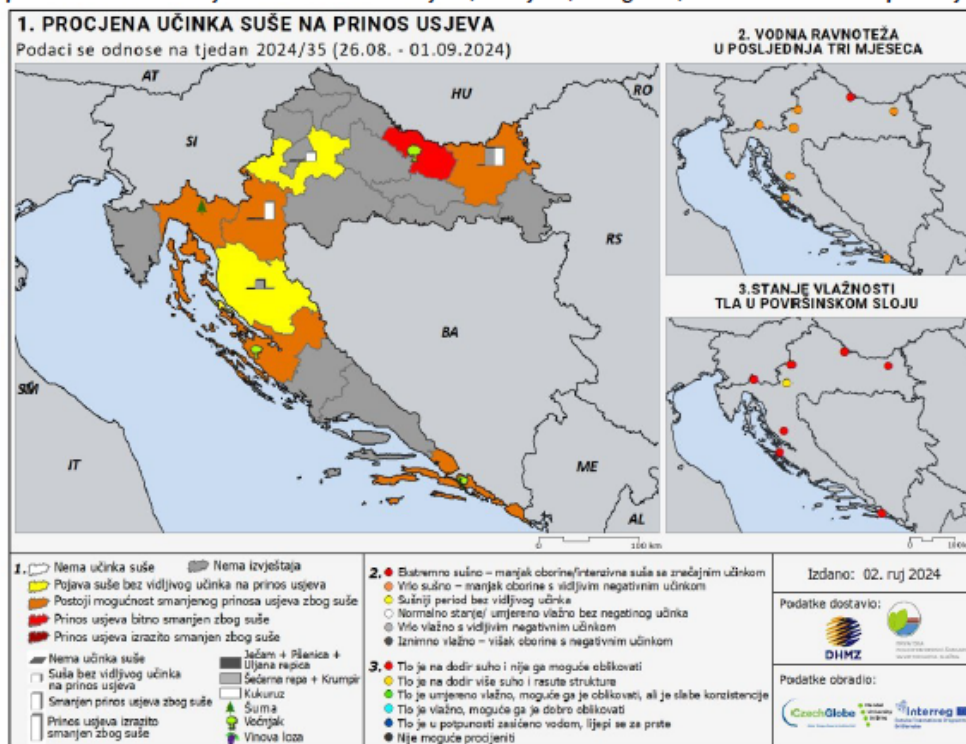 1. PROCJENA UČINKA SUŠE NA PRINOS USJEVA
Podaci se odnose na tjedan 2024/35 (26.08. - 01.09.2024)
AT
HU
RO
SI
RS
BA
IT
ME
AL
100 km
2. VODNA RAVNOTEŽA
U POSLJEDNJA TRI MJESECA
3.STANJE VLAŽNOSTI
TLA U POVRŠINSKOM SLOJU
1. Nema učinka suše
Nema izvještaja
Pojava suše bez vidljivog učinka na prinos usjeva
Postoji mogućnost smanjenog prinosa usjeva zbog suše
Prinos usjeva bitno smanjen zbog suše
Prinos usjeva izrazito smanjen zbog suše
Nema učinka suše
Suša bez vidljivog učinka
na prinos usjeva
Smanjen prinos usjeva zbog suše
Prinos usjeva izrazito
smanjen zbog suše
Ječam + Pšenica +
Uljana repica
Šećerna repa + Krumpir
Kukuruz
Šuma
Voćnjak
Vinova loza
2. Ekstremno sušno – manjak oborine/intenzivna suša sa značajnim učinkom
Vrlo sušno – manjak oborine s vidljivim negativnim učinkom
Sušniji period bez vidljivog učinka
Normalno stanje/ umjereno vlažno bez negatinog učinka
Vrlo vlažno s vidljivim negativnim učinkom
Iznimno vlažno – višak oborine s negativnim učinkom
3. Tlo je na dodir suho i nije ga moguće oblikovati
Tlo je na dodir više suho i rasute strukture
Tlo je umjereno vlažno, moguće ga je oblikovati, ali je slabe konzistencije
Tlo je vlažno, moguće ga je dobro oblikovati
Tlo je u potpunosti zasićeno vodom, lijepi se za prste
Nije moguće procijeniti
Izdano: 02. ruj 2024
Podatke dostavio:
DHMZ
Podatke obradio:
CzechGlobe
Interreg